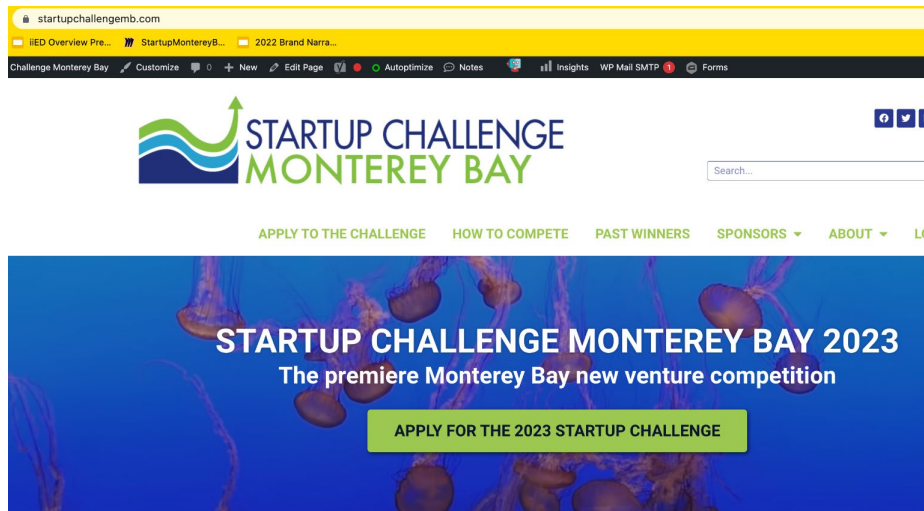 startupchallengemb.com
iiED Overview Pre... StartupMontereyB... 2022 Brand Narra...
Challenge Monterey Bay Customize 0 New Edit Page Autoptimize Notes Insights WP Mail SMTP 1 Forms
STARTUP CHALLENGE
MONTEREY BAY
Search...
APPLY TO THE CHALLENGE HOW TO COMPETE PAST WINNERS SPONSORS ABOUT
STARTUP CHALLENGE MONTEREY BAY 2023
The premiere Monterey Bay new venture competition
APPLY FOR THE 2023 STARTUP CHALLENGE